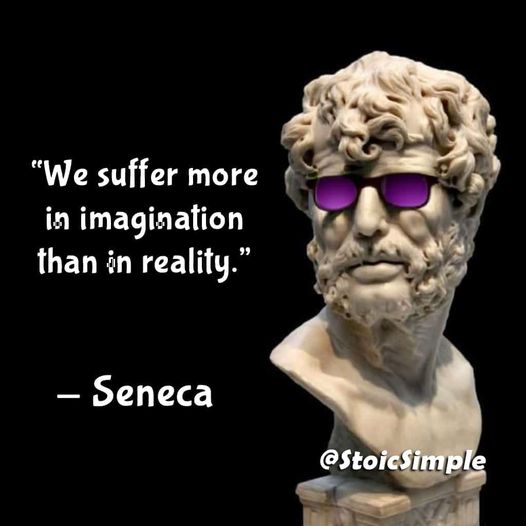 “We suffer more
in imagination
than in reality.”
– Seneca
@StoicSimple